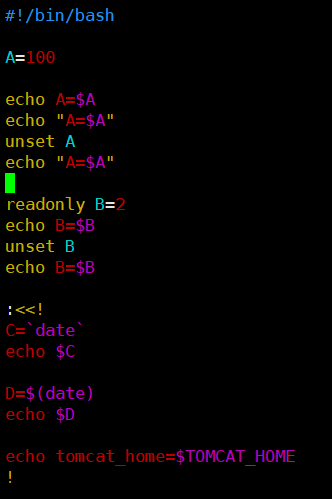 #!/bin/bash
A=100
echo A=$A
echo "A=$A"
unset A
echo "A=$A"
readonly B=2
echo B=$B
unset B
echo B=$B
:<<!
C=`date`
echo $C
D=$(date)
echo $D
echo tomcat_home=$TOMCAT_HOME
!